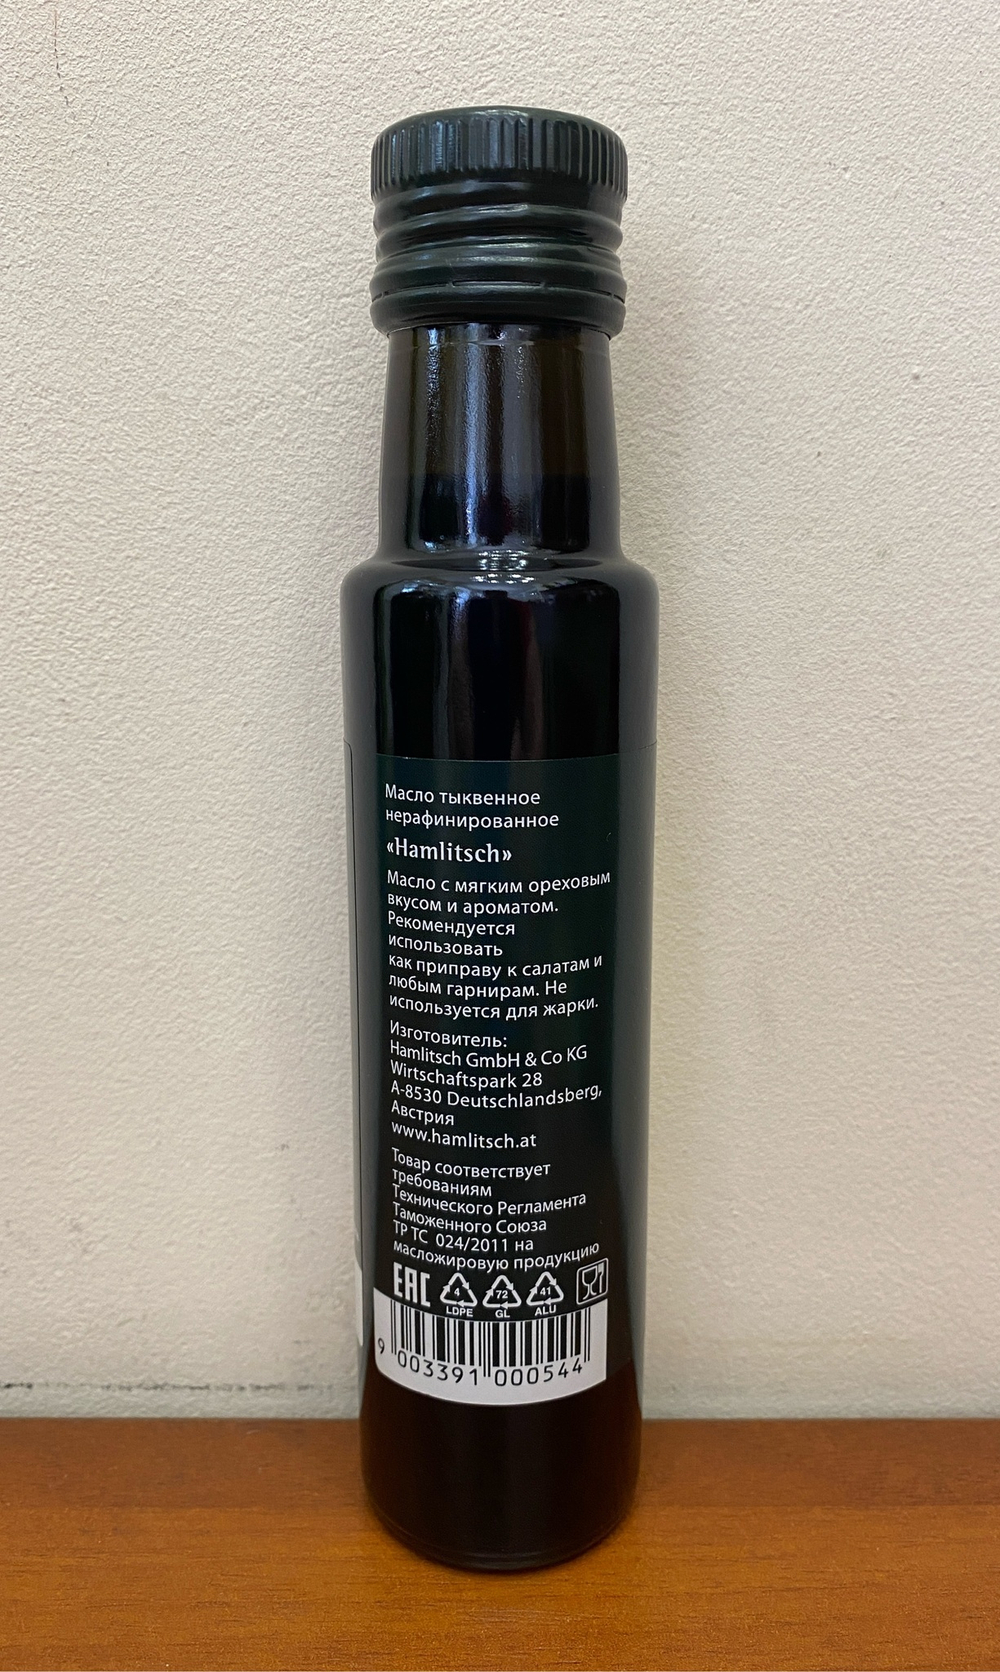 Масло тыквенное
нерафинированное
«Hamlitsch»
Масло с мягким ореховым
вкусом и ароматом.
Рекомендуется
использовать
как приправу к салатам и
любым гарнирам. Не
используется для жарки.
Изготовитель:
Hamlitsch GmbH & Co KG
Wirtschaftspark 28
A-8530 Deutschlandsberg,
Австрия
www.hamlitsch.at
Товар соответствует
требованиям
Технического Регламента
Таможенного Союза
ТР ТС 024/2011 на
масложировую продукцию
EAC 4 72 41
LDPE GL ALU
9 003391 000544